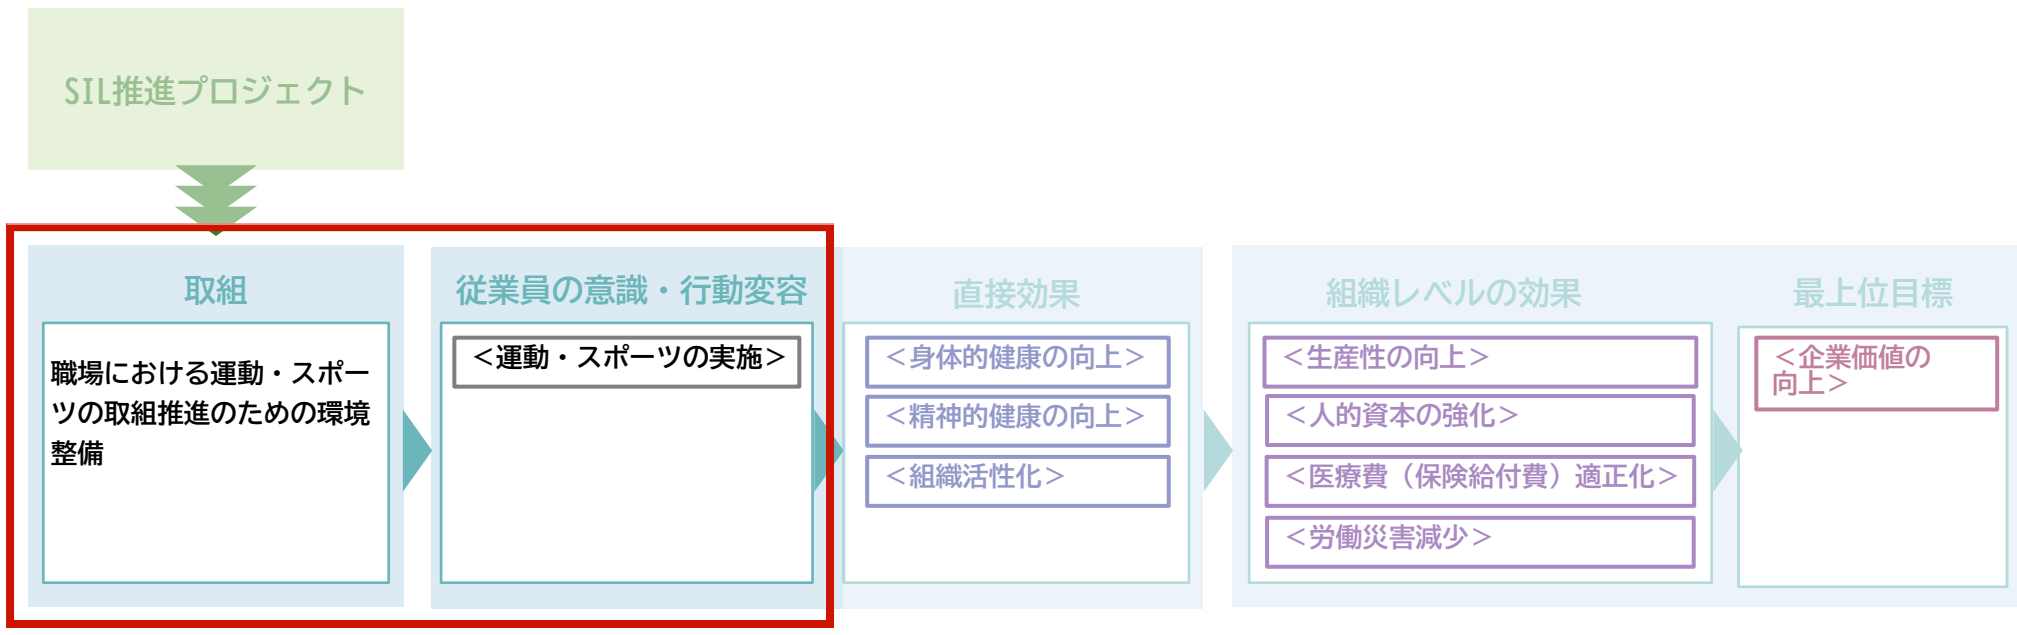 SIL推進プロジェクト
取組
職場における運動・スポー
ツの取組推進のための環境
整備
従業員の意識・行動変容
＜運動・スポーツの実施＞
直接効果
＜身体的健康の向上＞
＜精神的健康の向上＞
＜組織活性化＞
組織レベルの効果
＜生産性の向上＞
＜人的資本の強化＞
＜医療費（保険給付費）適正化＞
＜労働災害減少＞
最上位目標
＜企業価値の
向上＞